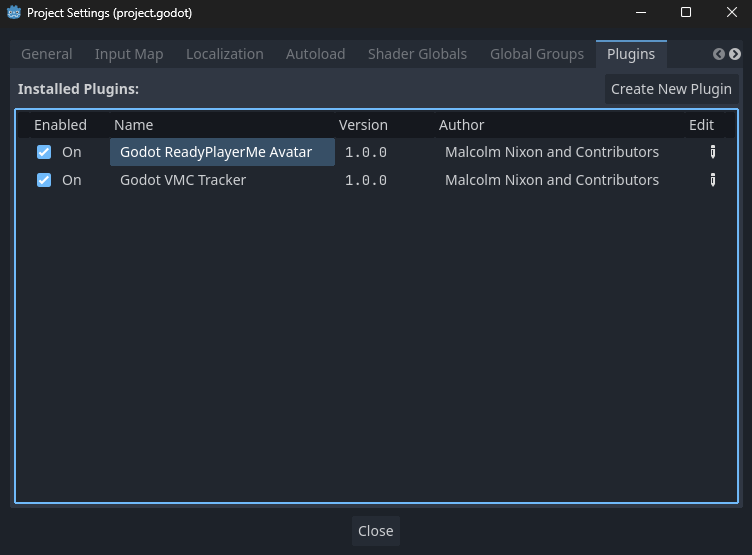 Project Settings (project.godot)
General Input Map Localization Autoload Shader Globals Global Groups Plugins
Installed Plugins: Create New Plugin
Enabled Name Version Author Edit
On Godot ReadyPlayerMe Avatar 1.0.0 Malcolm Nixon and Contributors
On Godot VMC Tracker 1.0.0 Malcolm Nixon and Contributors
Close